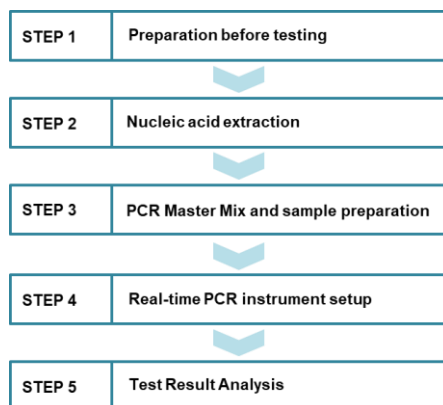 STEP 1 Preparation before testing
STEP 2 Nucleic acid extraction
STEP 3 PCR Master Mix and sample preparation
STEP 4 Real-time PCR instrument setup
STEP 5 Test Result Analysis